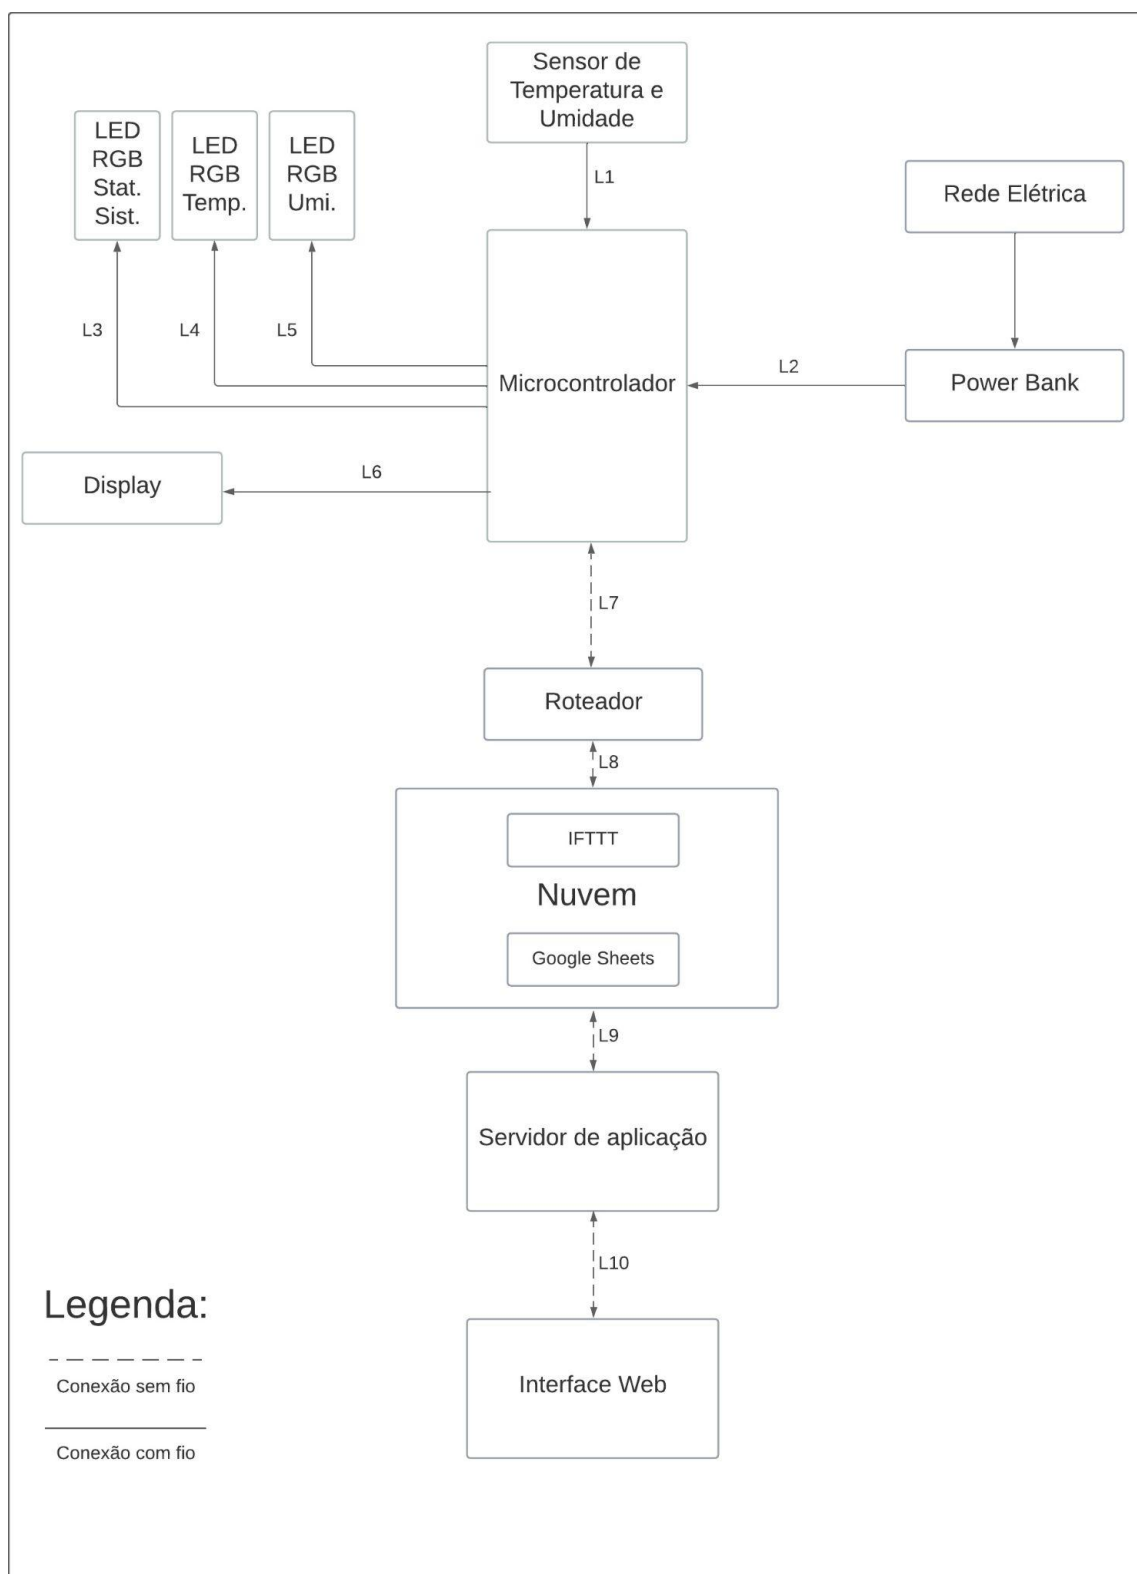 Sensor de
Temperatura e
Umidade
LED
RGB
Stat.
Sist.
LED
RGB
Temp.
LED
RGB
Umi.
L1
Rede Elétrica
L3
L4
L5
Microcontrolador
L2
Power Bank
Display
L6
L7
Roteador
L8
IFTTT
Nuvem
Google Sheets
L9
Servidor de aplicação
L10
Interface Web
Legenda:
Conexão sem fio
Conexão com fio